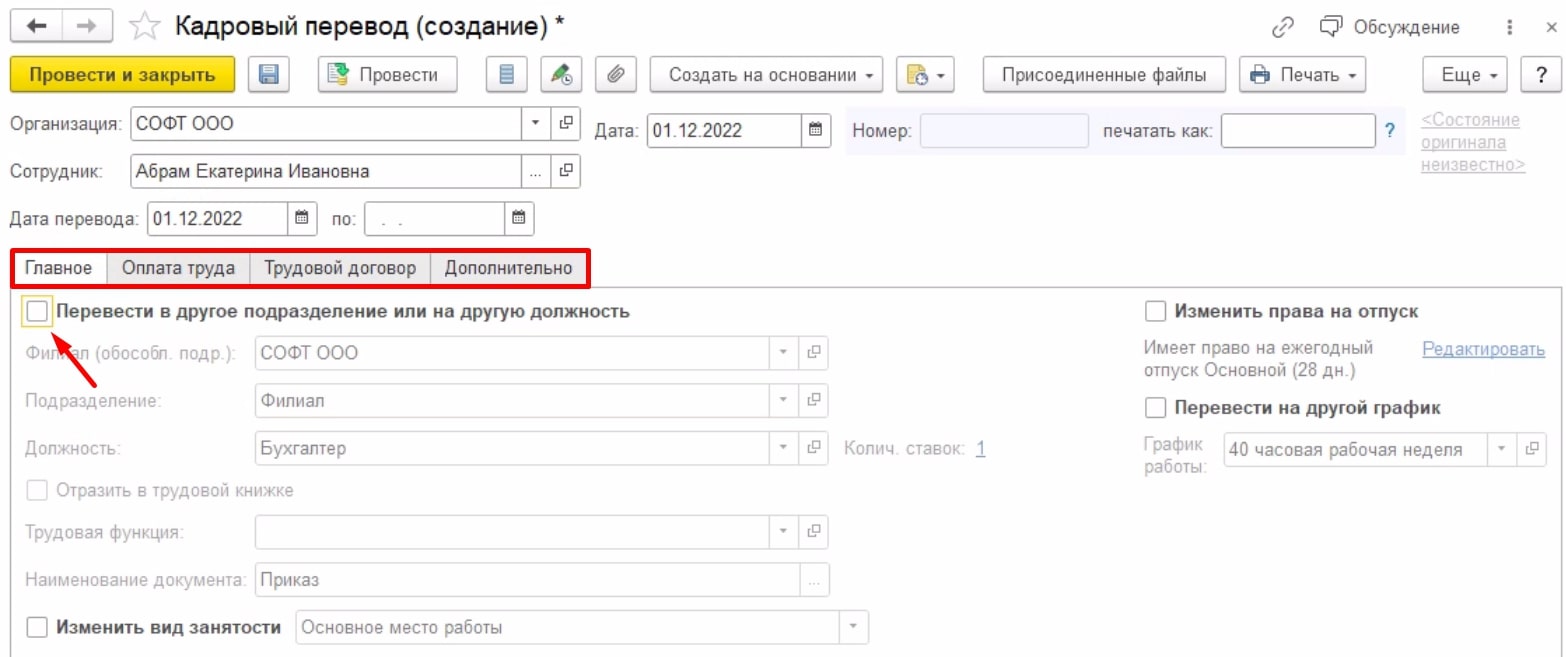 Кадровый перевод (создание) *
Обсуждение
Провести и закрыть
Провести
Создать на основании
Присоединенные файлы
Печать
Еще
?
Организация: СОФТ ООО
Дата: 01.12.2022
Номер:
печатать как:
?
<Состояние
оригинала
неизвестно>
Сотрудник: Абрам Екатерина Ивановна
...
Дата перевода: 01.12.2022
по: . .
Главное
Оплата труда
Трудовой договор
Дополнительно
Перевести в другое подразделение или на другую должность
Филиал (обособл. подр.): СОФТ ООО
Подразделение: Филиал
Должность: Бухгалтер
Колич. ставок: 1
Отразить в трудовой книжке
Трудовая функция:
Наименование документа: Приказ
...
Изменить вид занятости
Основное место работы
Изменить права на отпуск
Имеет право на ежегодный
отпуск Основной (28 дн.)
Редактировать
Перевести на другой график
График
работы:
40 часовая рабочая неделя